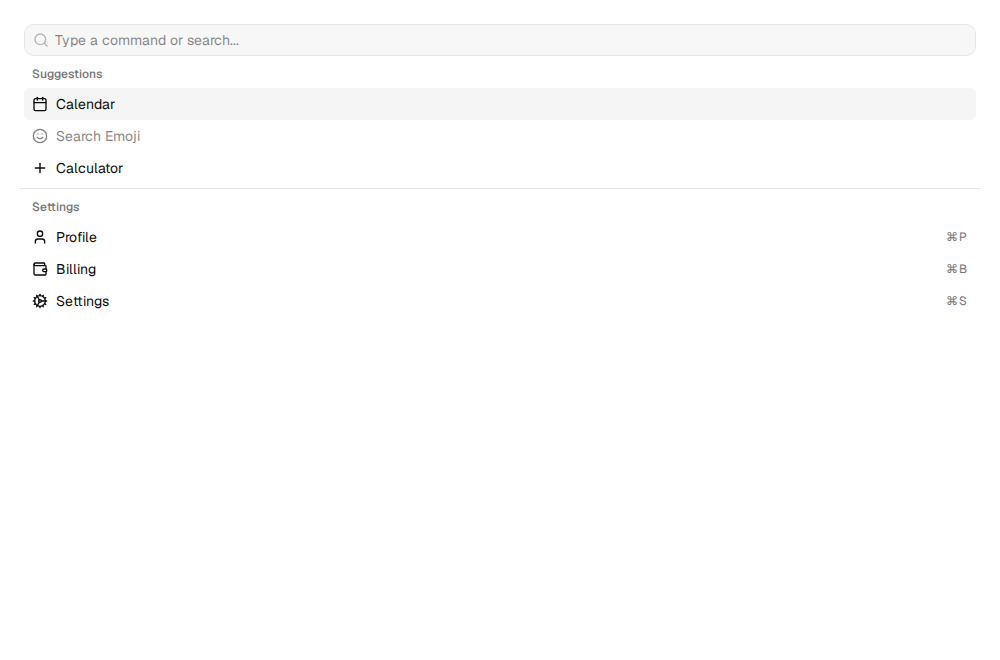 Type a command or search...
Suggestions
Calendar
Search Emoji
Calculator
Settings
Profile ⌘P
Billing ⌘B
Settings ⌘S